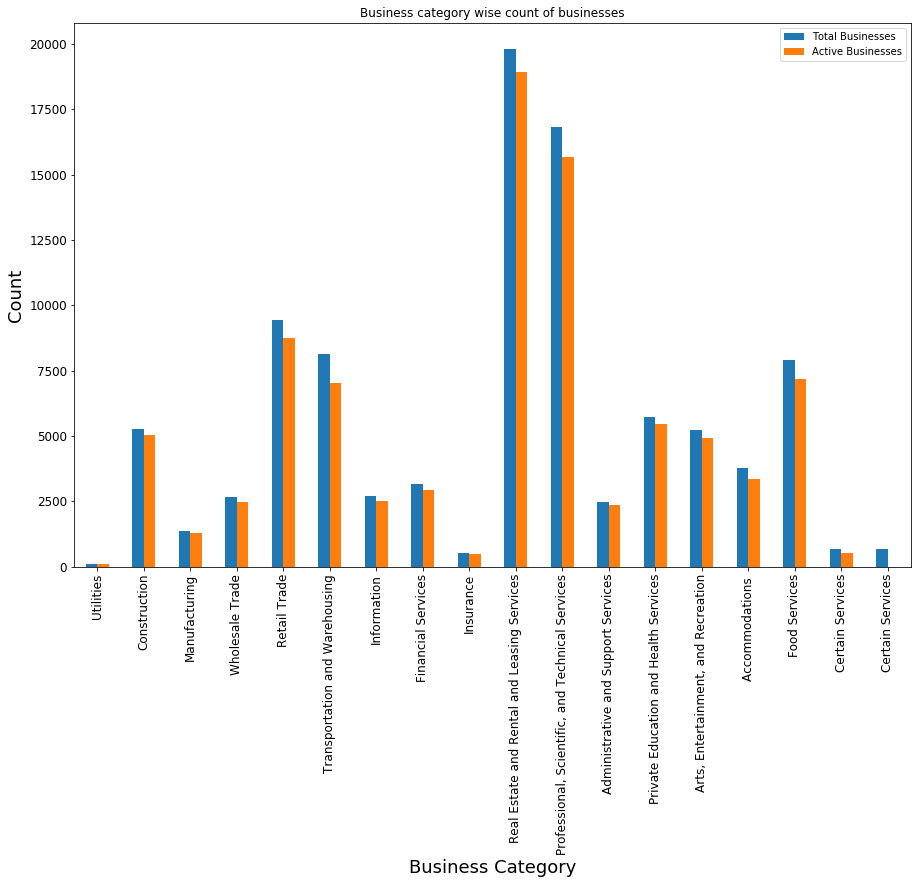 Business category wise count of businesses
Total Businesses
Active Businesses
Count
20000
17500
15000
12500
10000
7500
5000
2500
0
Utilities
Construction
Manufacturing
Wholesale Trade
Retail Trade
Transportation and Warehousing
Information
Financial Services
Insurance
Real Estate and Rental and Leasing Services
Professional, Scientific, and Technical Services
Administrative and Support Services
Private Education and Health Services
Arts, Entertainment, and Recreation
Accommodations
Food Services
Certain Services
Certain Services
Business Category